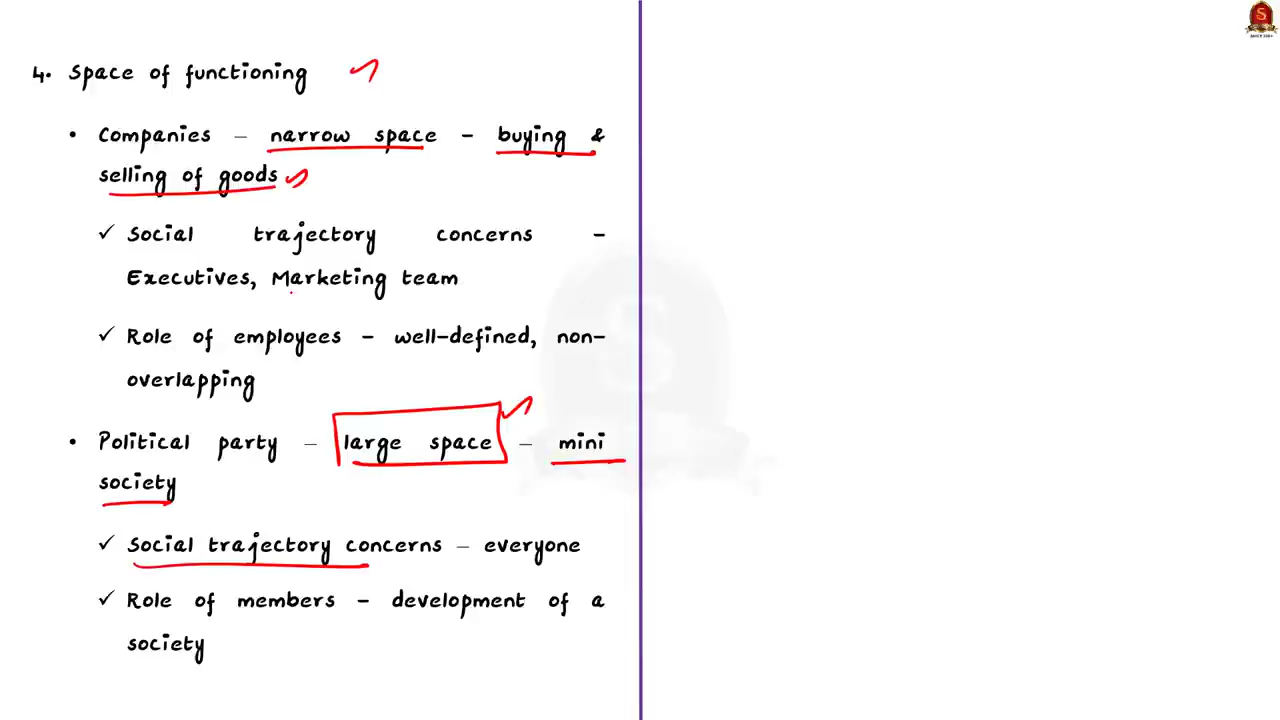 4. Space of functioning
• Companies – narrow space - buying &
selling of goods
✓ Social trajectory concerns -
Executives, Marketing team
✓ Role of employees - well-defined, non-
overlapping
• Political party – large space – mini
society
✓ Social trajectory concerns – everyone
✓ Role of members - development of a
society